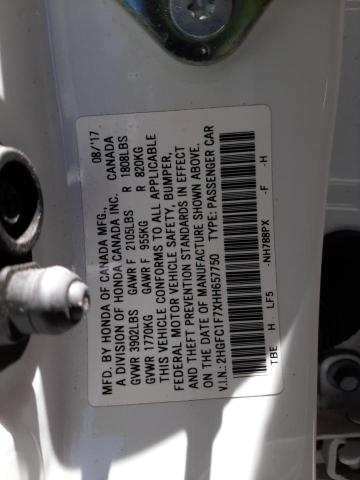 MFD. BY HONDA OF CANADA MFG., 08/'17
A DIVISION OF HONDA CANADA INC. CANADA
GVWR 3902LBS GAWR F 2105LBS R 1808LBS
GVWR 1770KG GAWR F 955KG R 820KG
THIS VEHICLE CONFORMS TO ALL APPLICABLE
FEDERAL MOTOR VEHICLE SAFETY, BUMPER,
AND THEFT PREVENTION STANDARDS IN EFFECT
ON THE DATE OF MANUFACTURE SHOWN ABOVE.
V.I.N.: 2HGFC1F7XHH657750 TYPE: PASSENGER CAR
TBE H LF5 -NH788PX -F -H